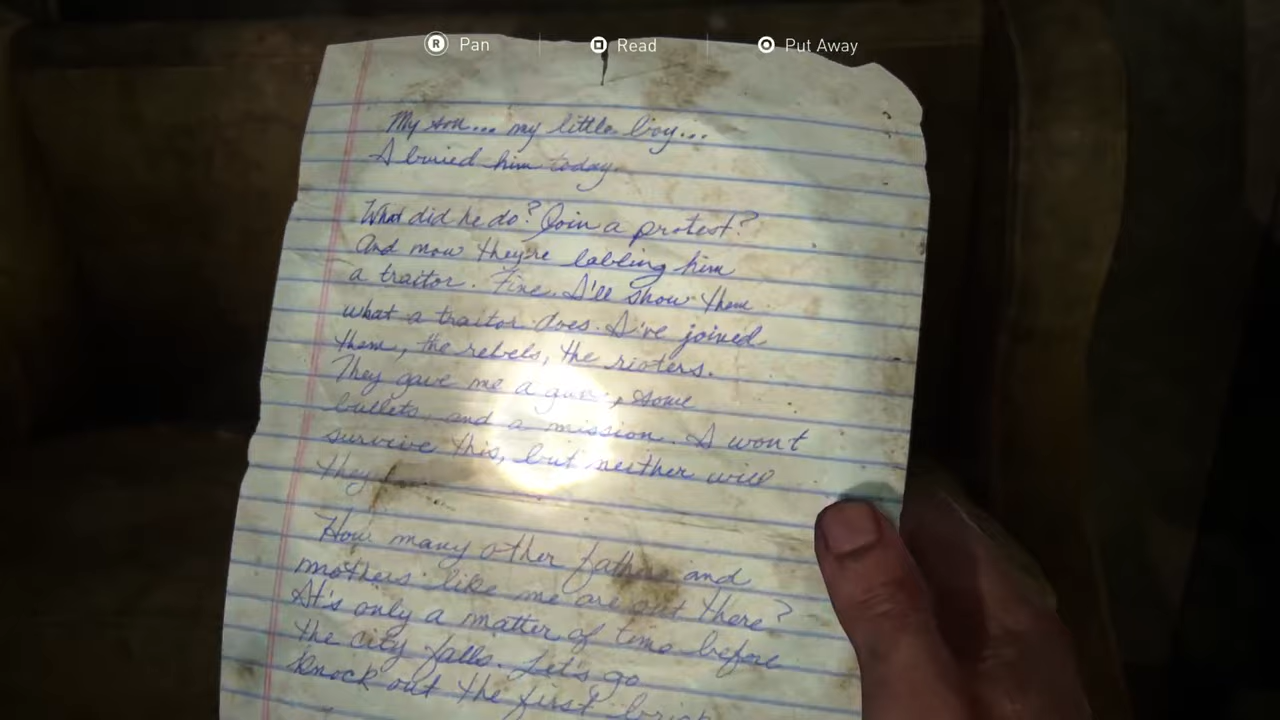 Pan
Read
Put Away
My son... my little boy...
I buried him today.
What did he do? Join a protest?
And now they're labling him
a traitor. Fine. I'll show them
what a traitor does. I've joined
them, the rebels, the rioters.
They gave me a gun, some
bullets and a mission. I won't
survive this, but neither will
they
How many other fathers and
mothers like me are out there?
It's only a matter of time before
the city falls. Let's go
knock out the first brick